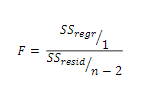 F = SS_regr/1
SS_resid/n − 2